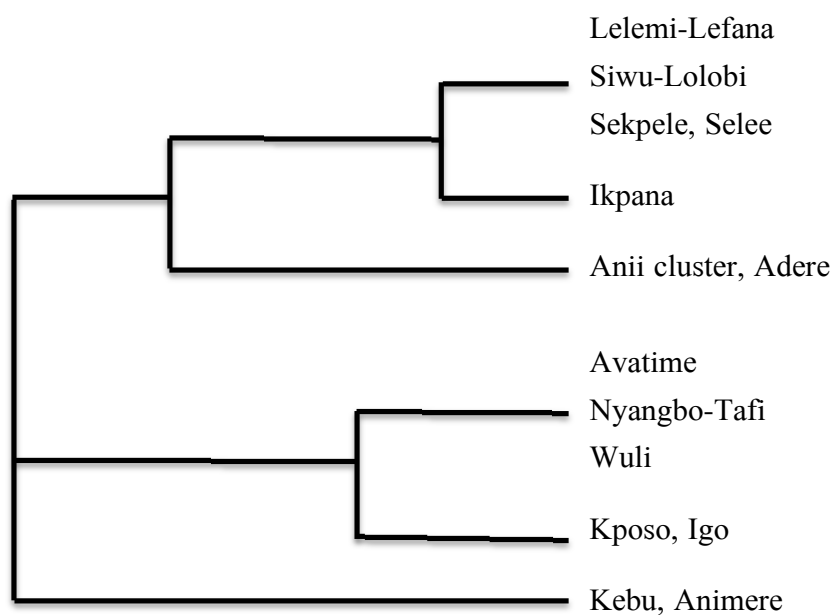 Lelemi-Lefana
Siwu-Lolobi
Sekpele, Selee
Ikpana
Anii cluster, Adere
Avatime
Nyangbo-Tafi
Wuli
Kposo, Igo
Kebu, Animere